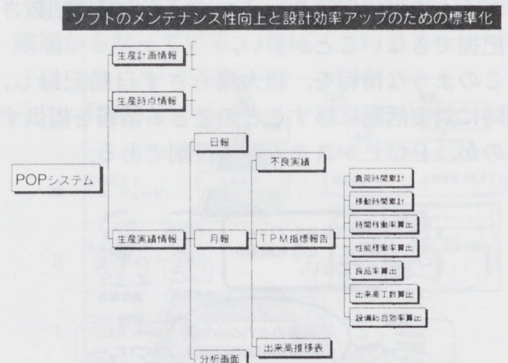 ソフトのメンテナンス性向上と設計効率アップのための標準化
POPシステム
生産計画情報
生産時点情報
生産実績情報
日報
月報
分析画面
不良実績
TPM指標報告
出来高推移表
負荷時間累計
移動時間累計
時間稼動率算出
性能稼動率算出
良品率算出
出来高工数算出
設備総合効率算出